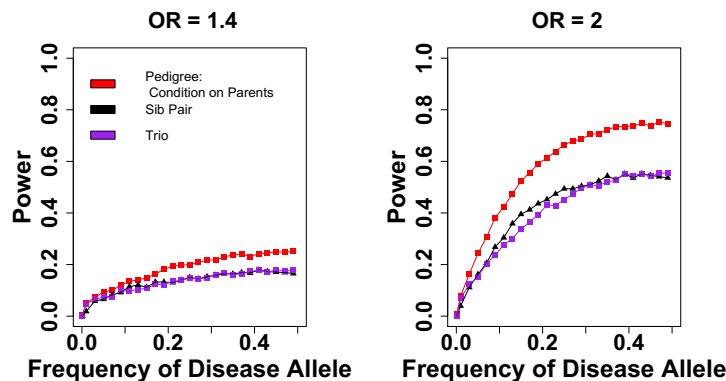 OR = 1.4
OR = 2
Pedigree:
Condition on Parents
Sib Pair
Trio
Power
1.0
0.8
0.6
0.4
0.2
0.0
0.0 0.2 0.4
Frequency of Disease Allele
Power
1.0
0.8
0.6
0.4
0.2
0.0
0.0 0.2 0.4
Frequency of Disease Allele